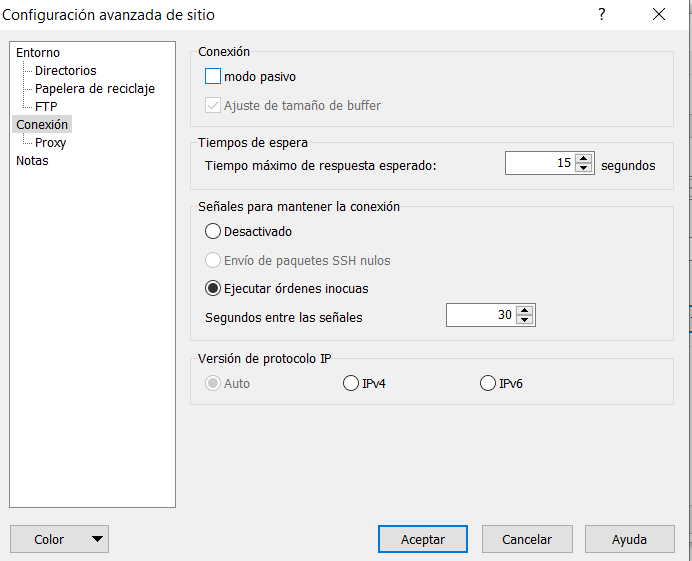 Configuración avanzada de sitio
?
Entorno
Directorios
Papelera de reciclaje
FTP
Conexión
Proxy
Notas
Conexión
modo pasivo
Ajuste de tamaño de buffer
Tiempos de espera
Tiempo máximo de respuesta esperado: 15 segundos
Señales para mantener la conexión
Desactivado
Envío de paquetes SSH nulos
Ejecutar órdenes inocuas
Segundos entre las señales 30
Versión de protocolo IP
Auto IPv4 IPv6
Color Aceptar Cancelar Ayuda